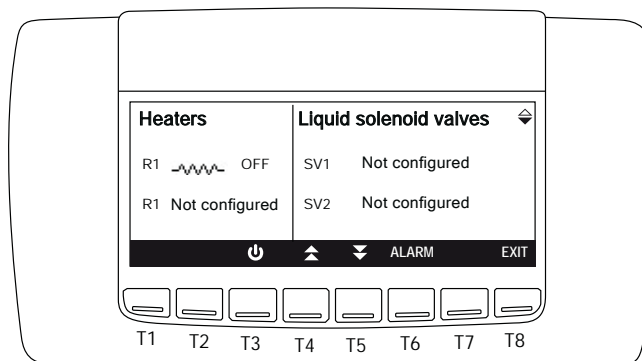 Heaters Liquid solenoid valves
R1 OFF SV1 Not configured
R1 Not configured SV2 Not configured
ALARM EXIT
T1 T2 T3 T4 T5 T6 T7 T8